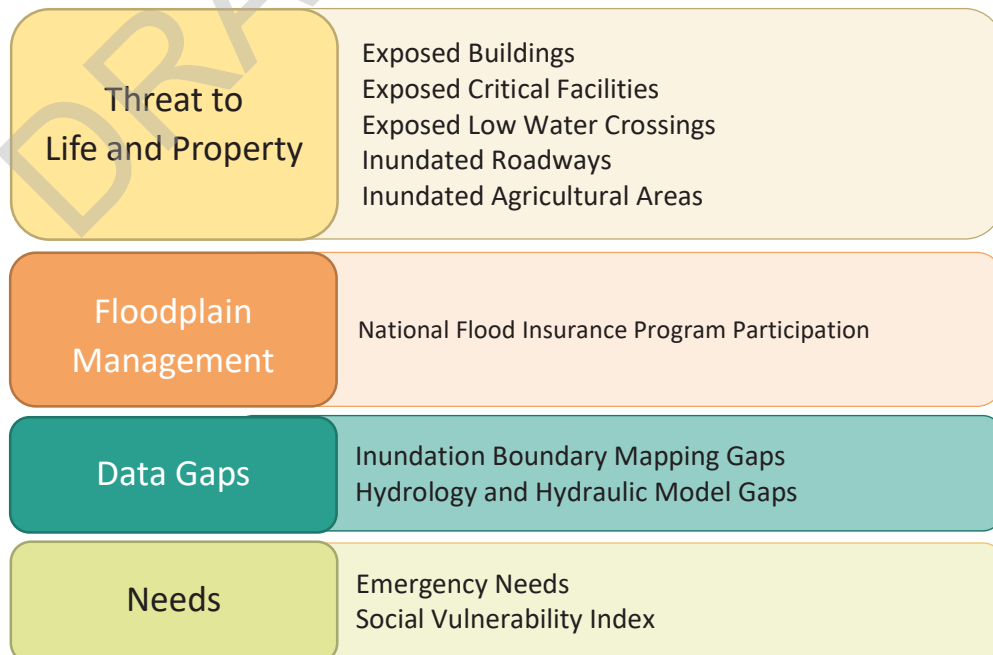 Threat to
Life and Property
Exposed Buildings
Exposed Critical Facilities
Exposed Low Water Crossings
Inundated Roadways
Inundated Agricultural Areas
Floodplain
Management
National Flood Insurance Program Participation
Data Gaps
Inundation Boundary Mapping Gaps
Hydrology and Hydraulic Model Gaps
Needs
Emergency Needs
Social Vulnerability Index